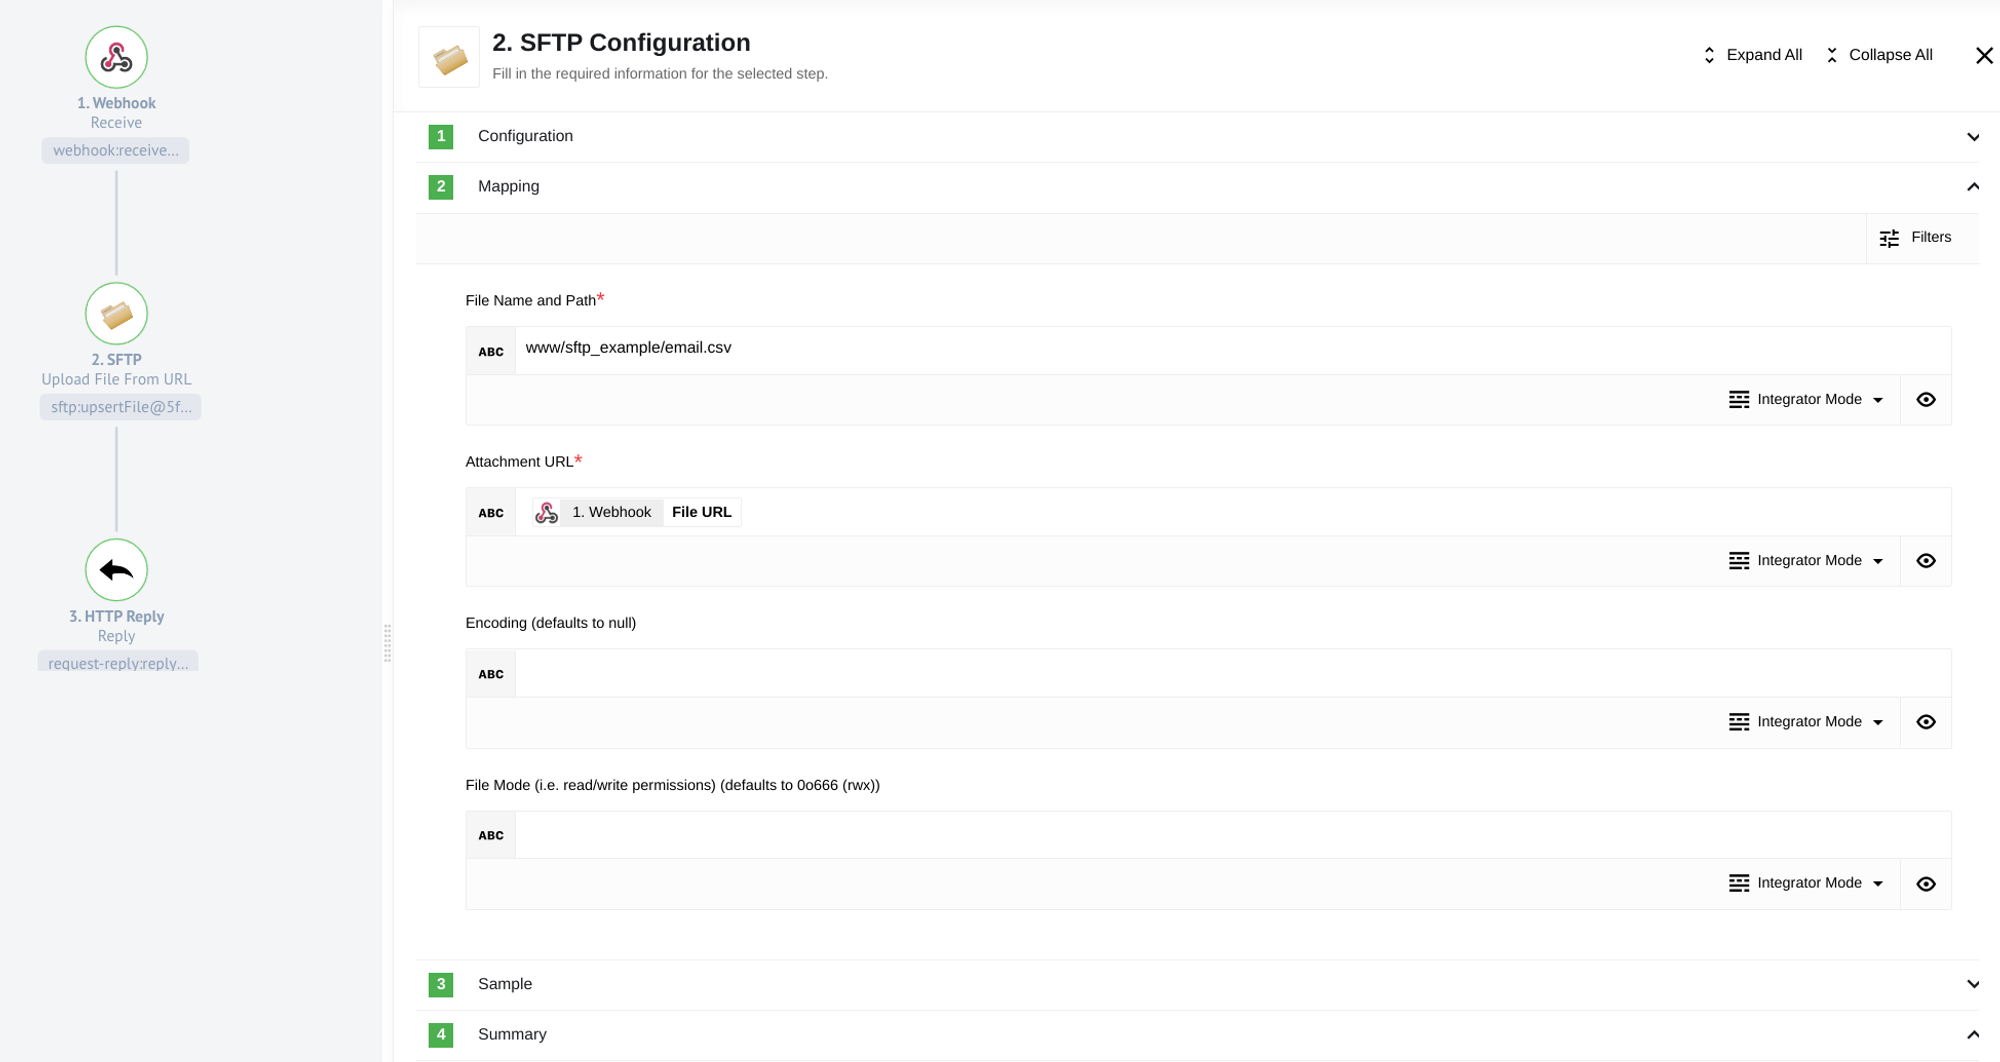 1. Webhook
Receive
webhook:receive...
2. SFTP
Upload File From URL
sftp:upsertFile@5f...
3. HTTP Reply
Reply
request-reply:reply...
2. SFTP Configuration
Fill in the required information for the selected step.
Expand All
Collapse All
1 Configuration
2 Mapping
Filters
File Name and Path*
ABC www/sftp_example/email.csv
Integrator Mode
Attachment URL*
ABC 1. Webhook File URL
Integrator Mode
Encoding (defaults to null)
ABC
Integrator Mode
File Mode (i.e. read/write permissions) (defaults to 0o666 (rwx))
ABC
Integrator Mode
3 Sample
4 Summary